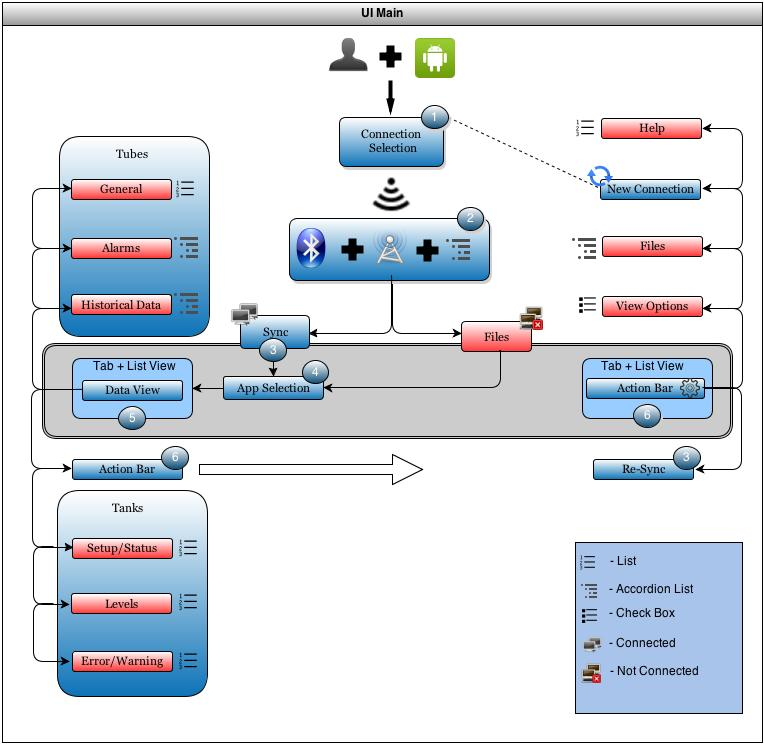 UI Main
1
Connection
Selection
Help
Tubes
General
New Connection
2
Alarms
Files
Historical Data
View Options
Sync
Files
3
Tab + List View
Data View
5
App Selection
4
Tab + List View
Action Bar
6
Action Bar
6
Re-Sync
3
Tanks
Setup/Status
Levels
Error/Warning
- List
- Accordion List
- Check Box
- Connected
- Not Connected